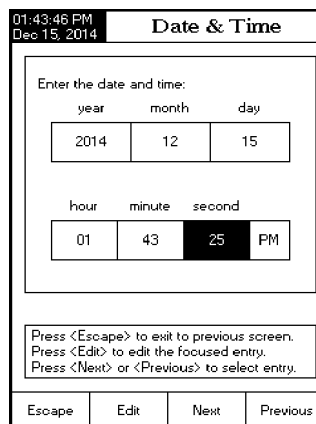 01:43:46 PM
Dec 15, 2014
Date & Time
Enter the date and time:
year month day
2014 12 15
hour minute second
01 43 25 PM
Press <Escape> to exit to previous screen.
Press <Edit> to edit the focused entry.
Press <Next> or <Previous> to select entry.
Escape Edit Next Previous